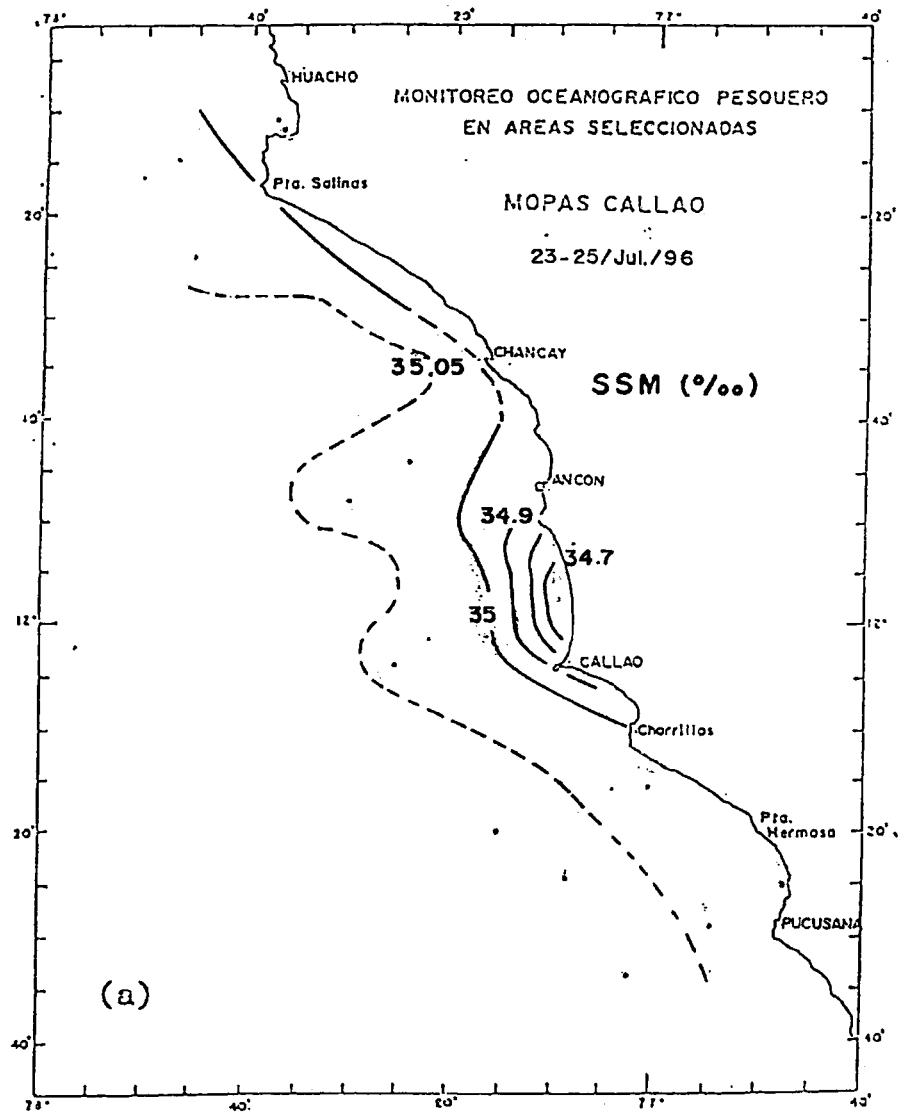 40' 20' 77° 40'
HUACHO
MONITOREO OCEANOGRAFICO PESQUERO
EN AREAS SELECCIONADAS
Pta. Salinas
MOPAS CALLAO
20' 20'
23-25/Jul./96
CHANCAY
35.05
SSM (°/oo)
40' 40'
ANCON
34.9
34.7
35
12° 12°
CALLAO
Chorrillos
Pta.
Hermosa
20' 20'
PUCUSANA
(a)
40' 40'
78° 40' 20' 77° 40'